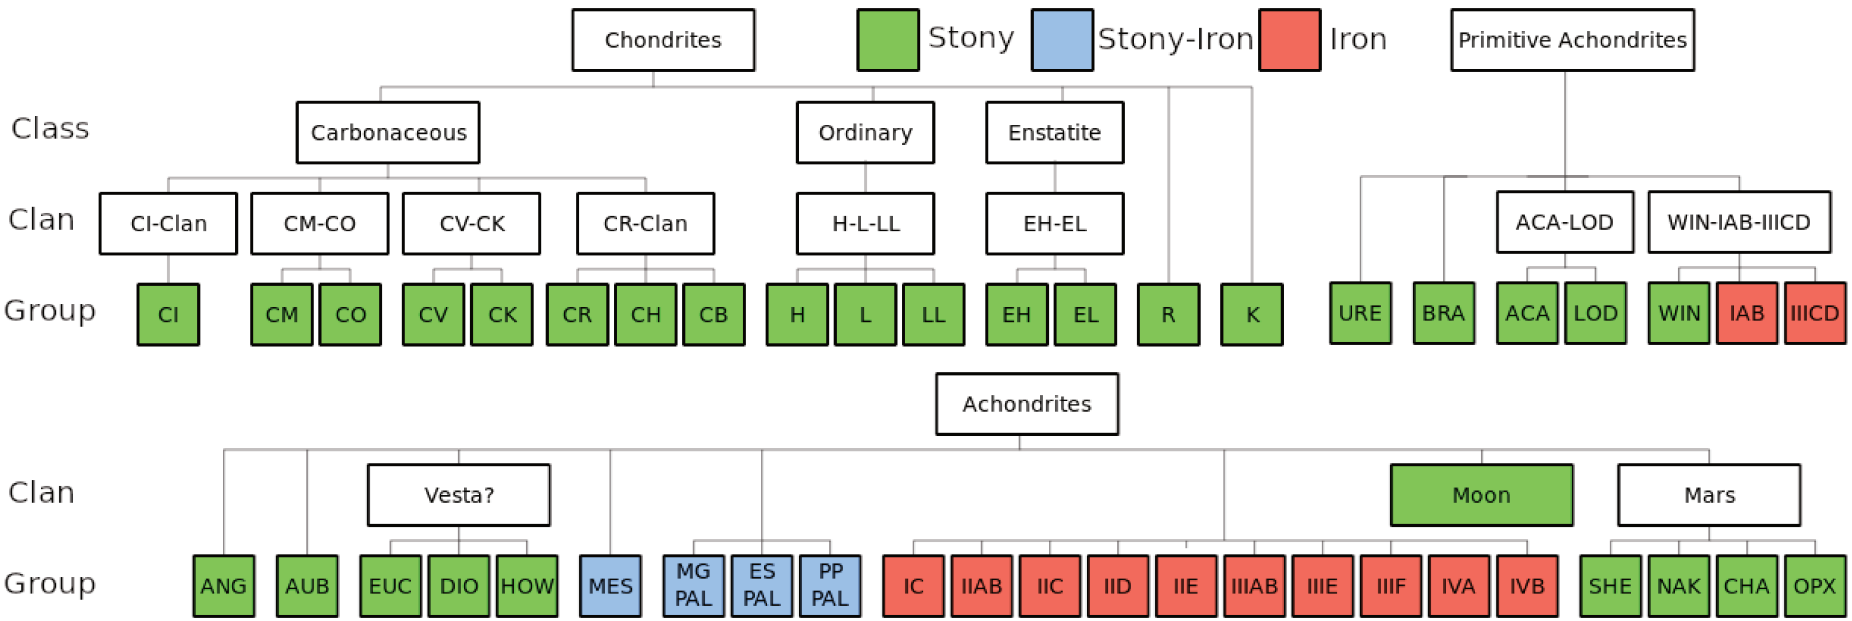 Chondrites
Stony
Stony-Iron
Iron
Primitive Achondrites
Class
Carbonaceous
Ordinary
Enstatite
Clan
CI-Clan
CM-CO
CV-CK
CR-Clan
H-L-LL
EH-EL
ACA-LOD
WIN-IAB-IIICD
Group
CI
CM
CO
CV
CK
CR
CH
CB
H
L
LL
EH
EL
R
K
URE
BRA
ACA
LOD
WIN
IAB
IIICD
Achondrites
Clan
Vesta?
Moon
Mars
Group
ANG
AUB
EUC
DIO
HOW
MES
MG
PAL
ES
PAL
PP
PAL
IC
IIAB
IIC
IID
IIE
IIIAB
IIIE
IIIF
IVA
IVB
SHE
NAK
CHA
OPX